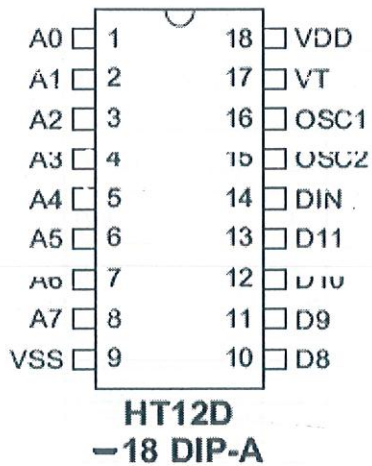 A0 1 18 VDD
A1 2 17 VT
A2 3 16 OSC1
A3 4 15 OSC2
A4 5 14 DIN
A5 6 13 D11
A6 7 12 D10
A7 8 11 D9
VSS 9 10 D8
HT12D
–18 DIP-A